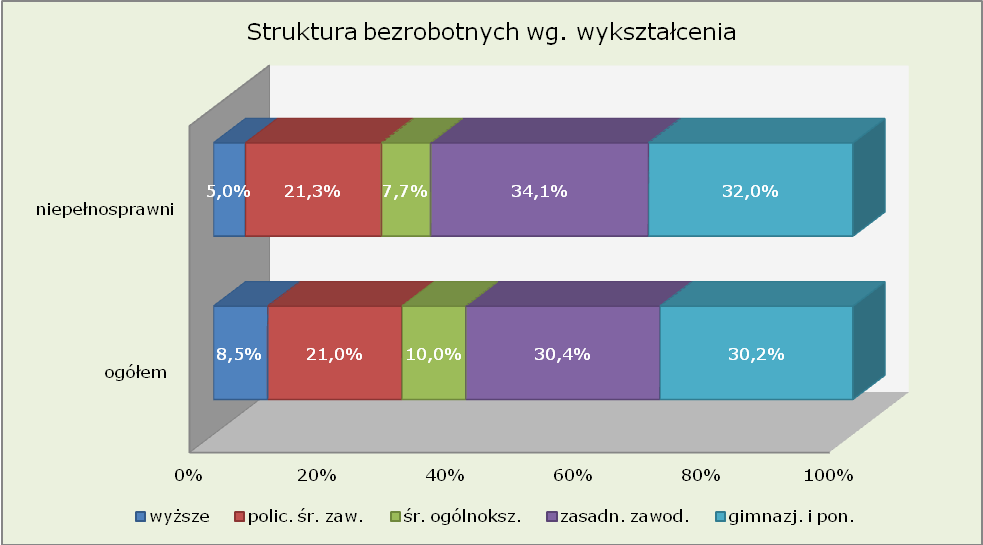 Struktura bezrobotnych wg. wykształcenia
niepełnosprawni
5,0% 21,3% 7,7% 34,1% 32,0%
ogółem
8,5% 21,0% 10,0% 30,4% 30,2%
0% 20% 40% 60% 80% 100%
wyższe polic. śr. zaw. śr. ogólnoksz. zasadn. zawod. gimnazj. i pon.